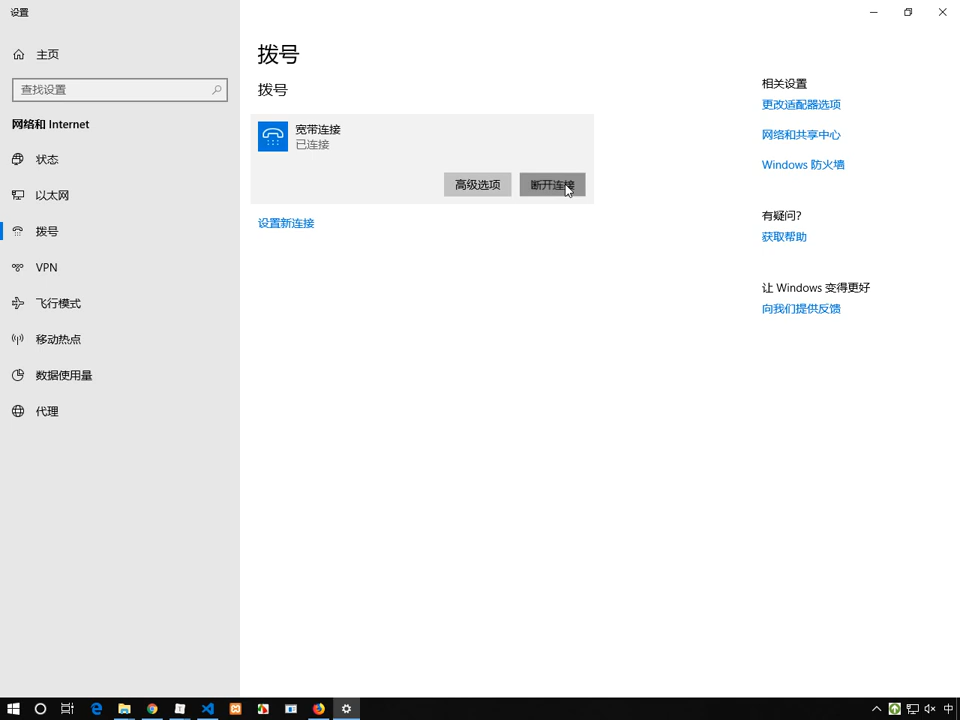 设置
主页
查找设置
网络和 Internet
状态
以太网
拨号
VPN
飞行模式
移动热点
数据使用量
代理
拨号
拨号
宽带连接
已连接
高级选项
断开连接
设置新连接
相关设置
更改适配器选项
网络和共享中心
Windows 防火墙
有疑问?
获取帮助
让 Windows 变得更好
向我们提供反馈
中